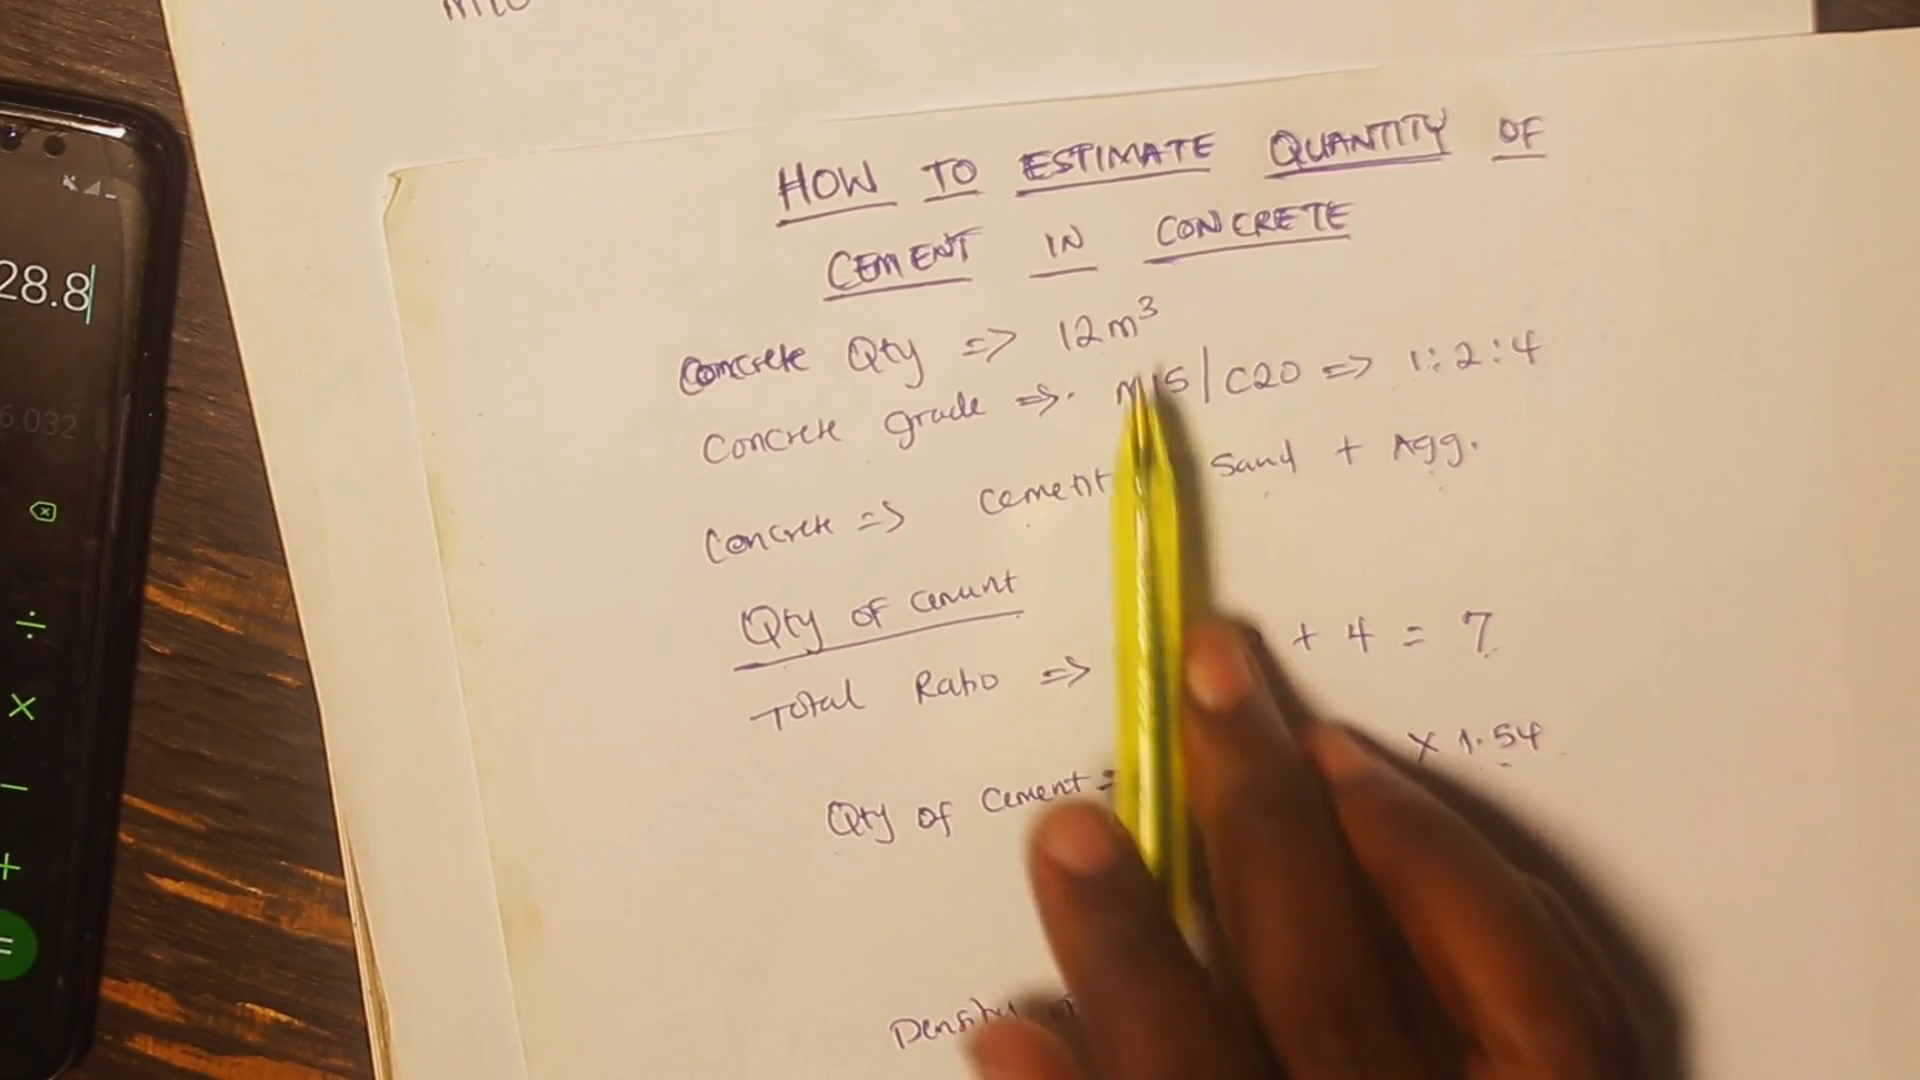 HOW TO ESTIMATE QUANTITY OF
CEMENT IN CONCRETE
Concrete Qty => 12m³
Concrete grade => M15 | C20 => 1:2:4
Concrete => Cement Sand + Agg.
Qty of Cement
Total Ratio => + 4 = 7
Qty of Cement = x 1.54
Density
28.8
6.032
÷
×
−
+
=